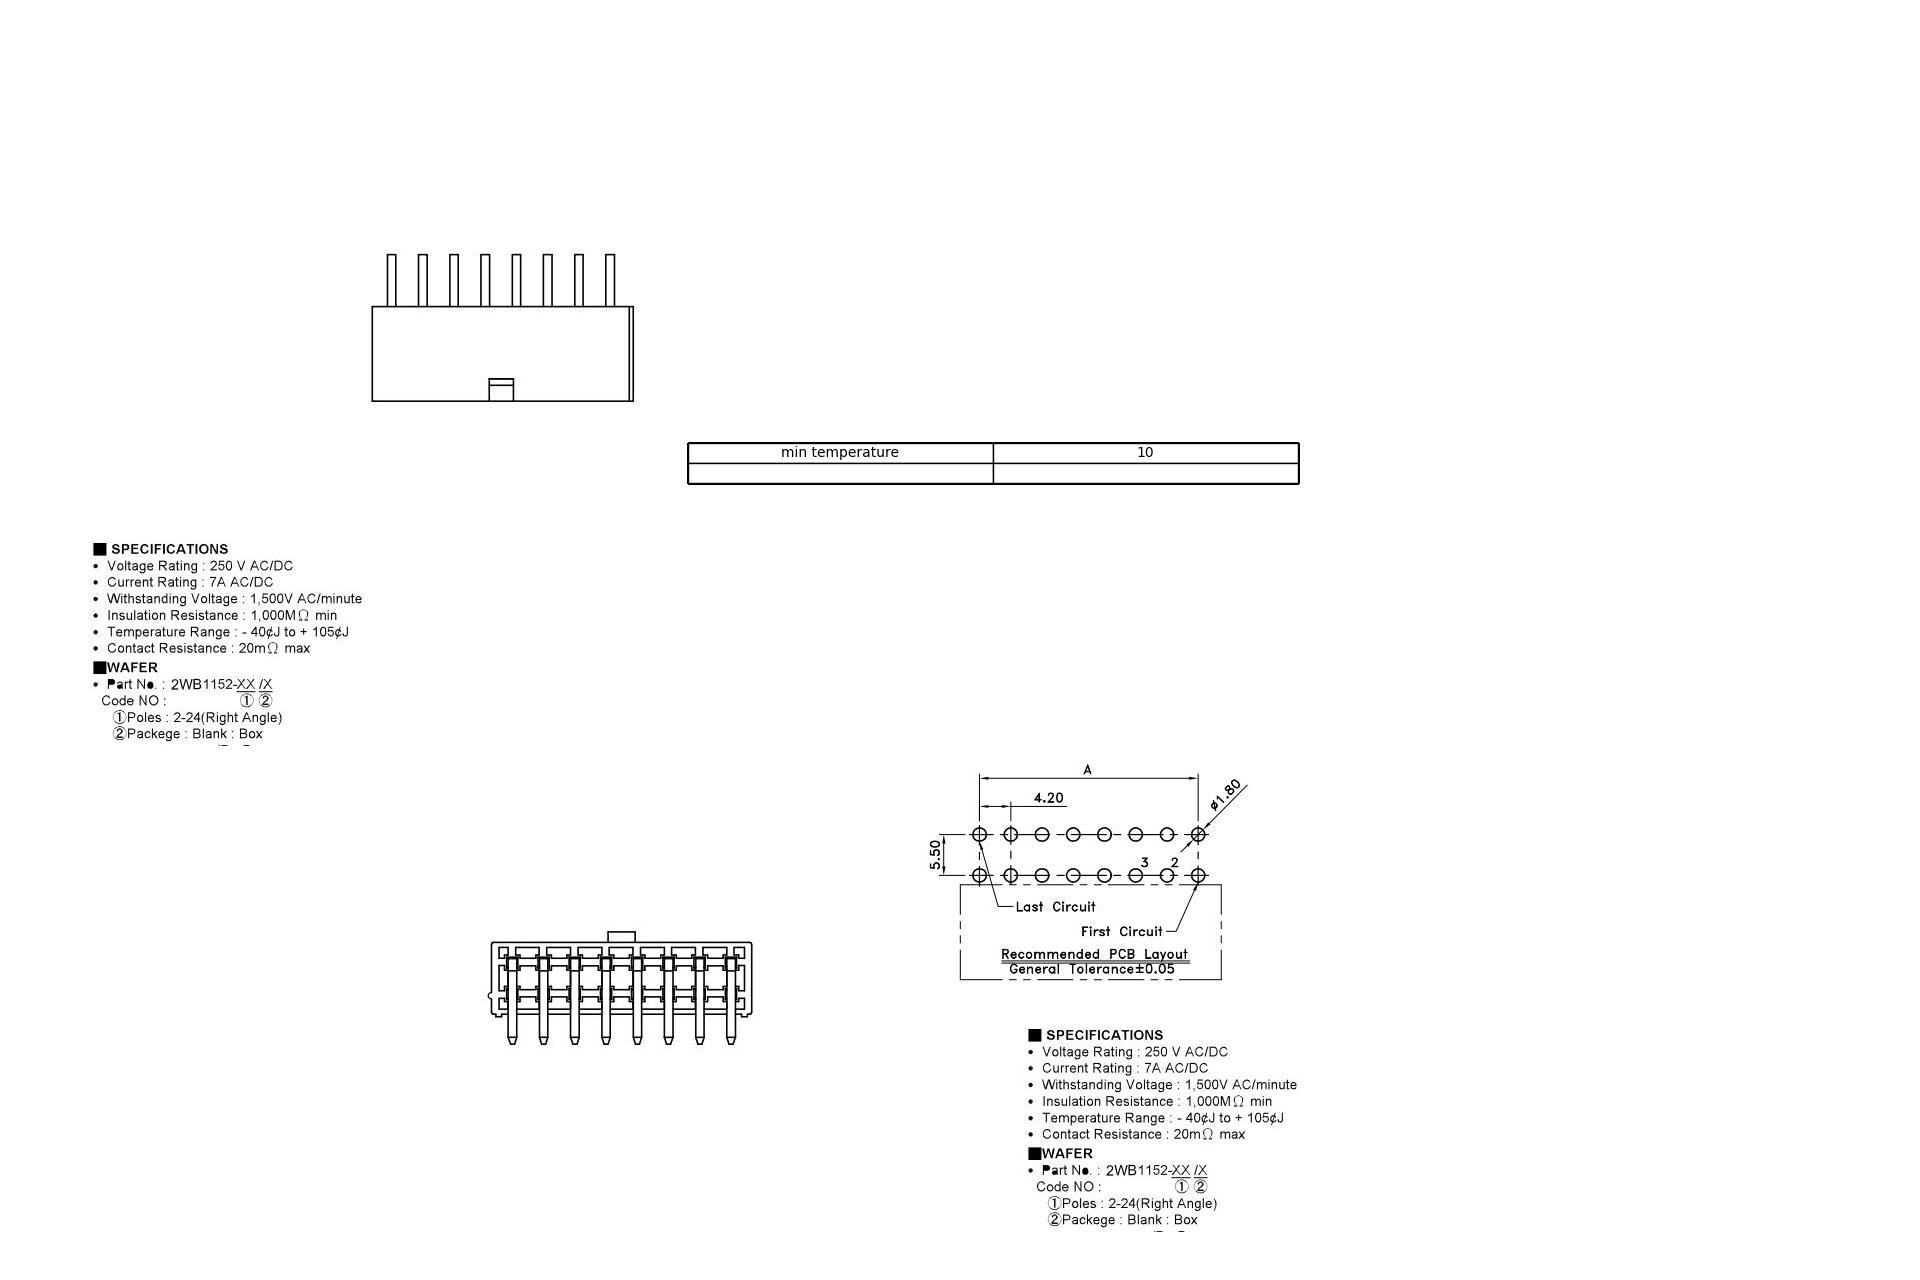 min temperature 10
■ SPECIFICATIONS
• Voltage Rating : 250 V AC/DC
• Current Rating : 7A AC/DC
• Withstanding Voltage : 1,500V AC/minute
• Insulation Resistance : 1,000MΩ min
• Temperature Range : - 40¢J to + 105¢J
• Contact Resistance : 20mΩ max
■WAFER
• Part No. : 2WB1152-XX /X
Code NO : ① ②
①Poles : 2-24(Right Angle)
②Packege : Blank : Box
A
4.20
ø1.80
5.50
3 2
Last Circuit
First Circuit
Recommended PCB Layout
General Tolerance±0.05
■ SPECIFICATIONS
• Voltage Rating : 250 V AC/DC
• Current Rating : 7A AC/DC
• Withstanding Voltage : 1,500V AC/minute
• Insulation Resistance : 1,000MΩ min
• Temperature Range : - 40¢J to + 105¢J
• Contact Resistance : 20mΩ max
■WAFER
• Part No. : 2WB1152-XX /X
Code NO : ① ②
①Poles : 2-24(Right Angle)
②Packege : Blank : Box